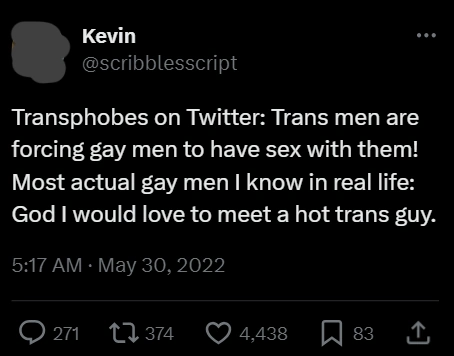 Kevin
@scribblesscript
Transphobes on Twitter: Trans men are
forcing gay men to have sex with them!
Most actual gay men I know in real life:
God I would love to meet a hot trans guy.
5:17 AM · May 30, 2022
271 374 4,438 83